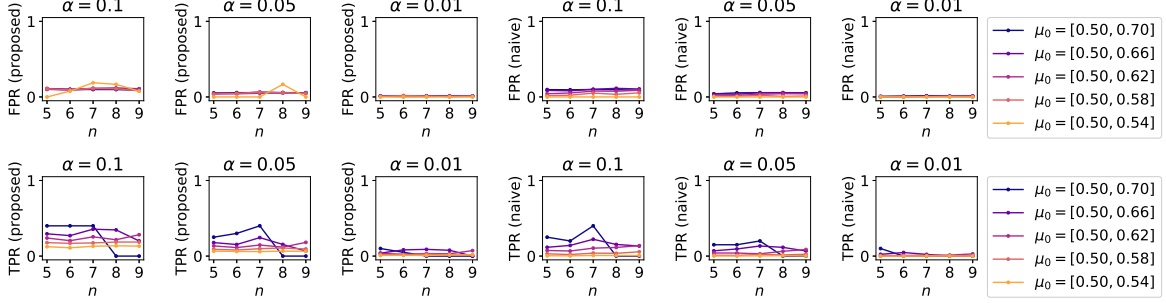 α = 0.1
FPR (proposed)
1
0
5 6 7 8 9
n
α = 0.05
FPR (proposed)
1
0
5 6 7 8 9
n
α = 0.01
FPR (proposed)
1
0
5 6 7 8 9
n
α = 0.1
FPR (naive)
1
0
5 6 7 8 9
n
α = 0.05
FPR (naive)
1
0
5 6 7 8 9
n
α = 0.01
FPR (naive)
1
0
5 6 7 8 9
n
μ₀ = [0.50, 0.70]
μ₀ = [0.50, 0.66]
μ₀ = [0.50, 0.62]
μ₀ = [0.50, 0.58]
μ₀ = [0.50, 0.54]
α = 0.1
TPR (proposed)
1
0
5 6 7 8 9
n
α = 0.05
TPR (proposed)
1
0
5 6 7 8 9
n
α = 0.01
TPR (proposed)
1
0
5 6 7 8 9
n
α = 0.1
TPR (naive)
1
0
5 6 7 8 9
n
α = 0.05
TPR (naive)
1
0
5 6 7 8 9
n
α = 0.01
TPR (naive)
1
0
5 6 7 8 9
n
μ₀ = [0.50, 0.70]
μ₀ = [0.50, 0.66]
μ₀ = [0.50, 0.62]
μ₀ = [0.50, 0.58]
μ₀ = [0.50, 0.54]